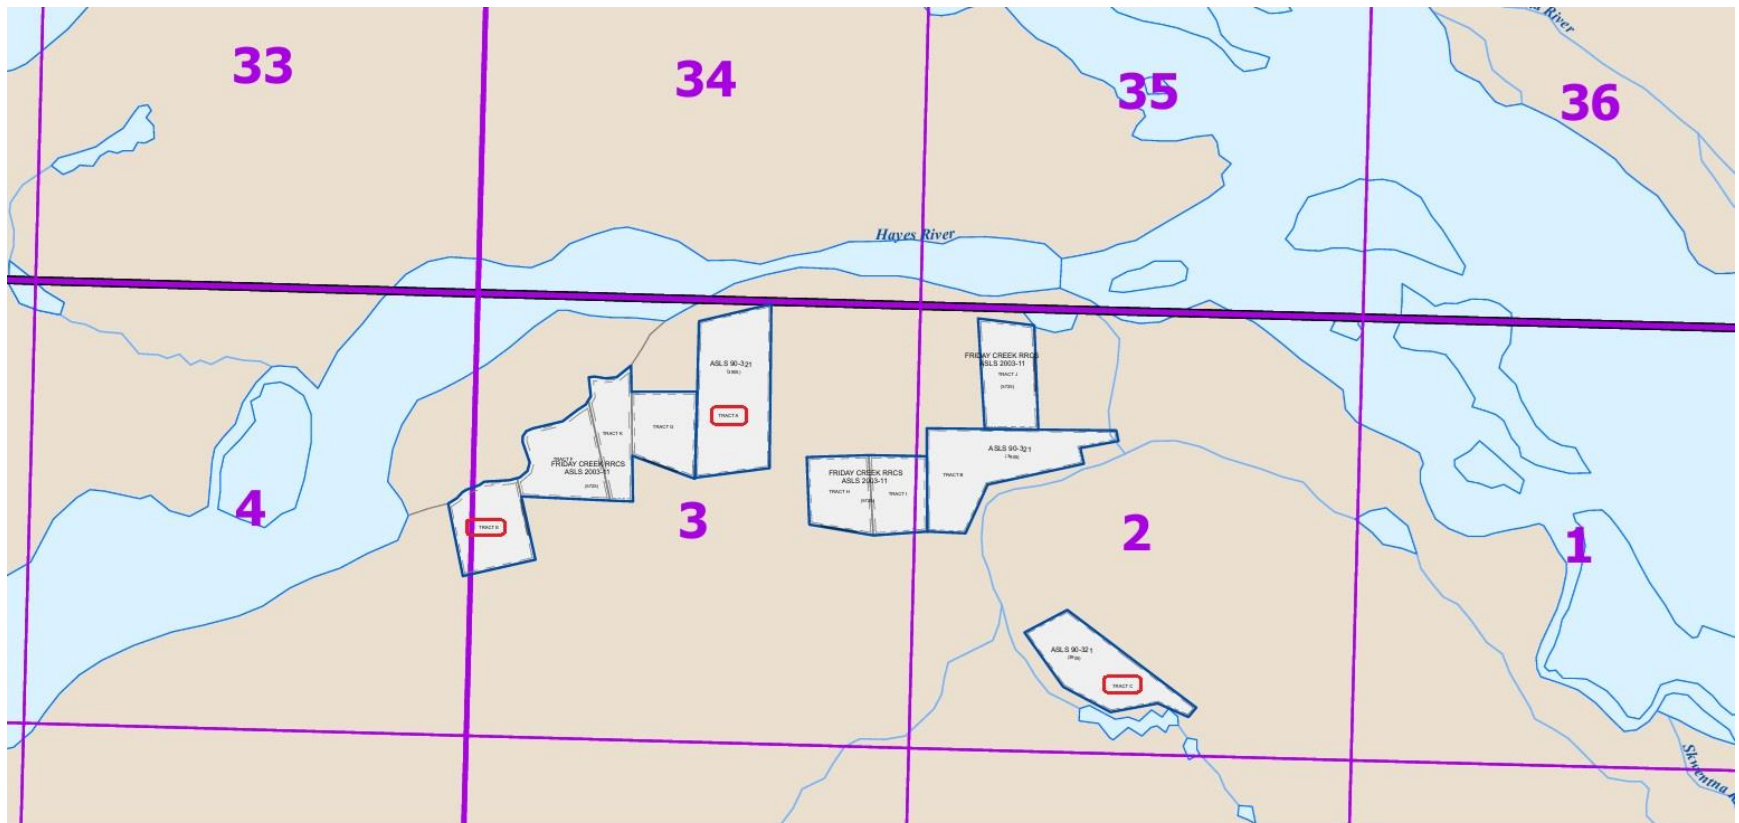 33
34
35
36
River
Hayes River
ASLS 90-321
TRACT A
FRIDAY CREEK RRCS
ASLS 2003-11
TRACT J
TRACT K
TRACT G
TRACT F
FRIDAY CREEK RRCS
ASLS 2003-11
ASLS 90-321
TRACT B
FRIDAY CREEK RRCS
ASLS 2003-11
TRACT H
TRACT I
TRACT E
4
3
2
1
ASLS 90-321
TRACT C
Skwentna R